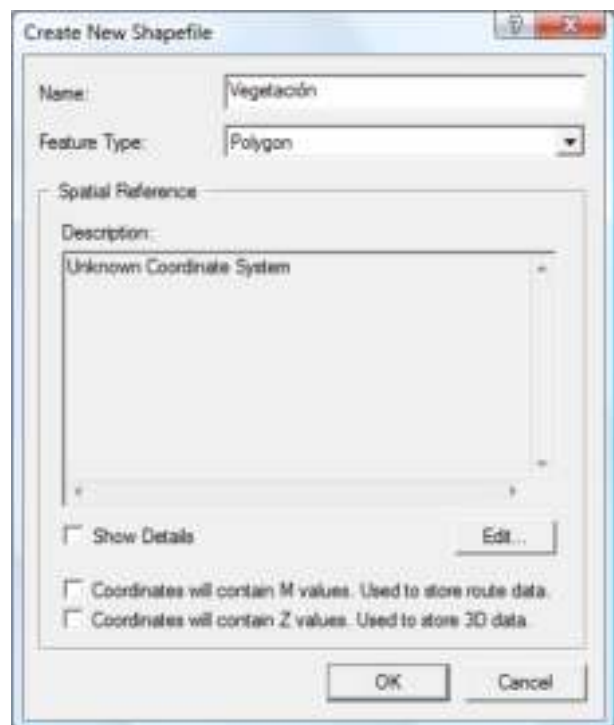 Create New Shapefile
Name: Vegetación
Feature Type: Polygon
Spatial Reference
Description:
Unknown Coordinate System
Show Details
Edit...
Coordinates will contain M values. Used to store route data.
Coordinates will contain Z values. Used to store 3D data.
OK Cancel